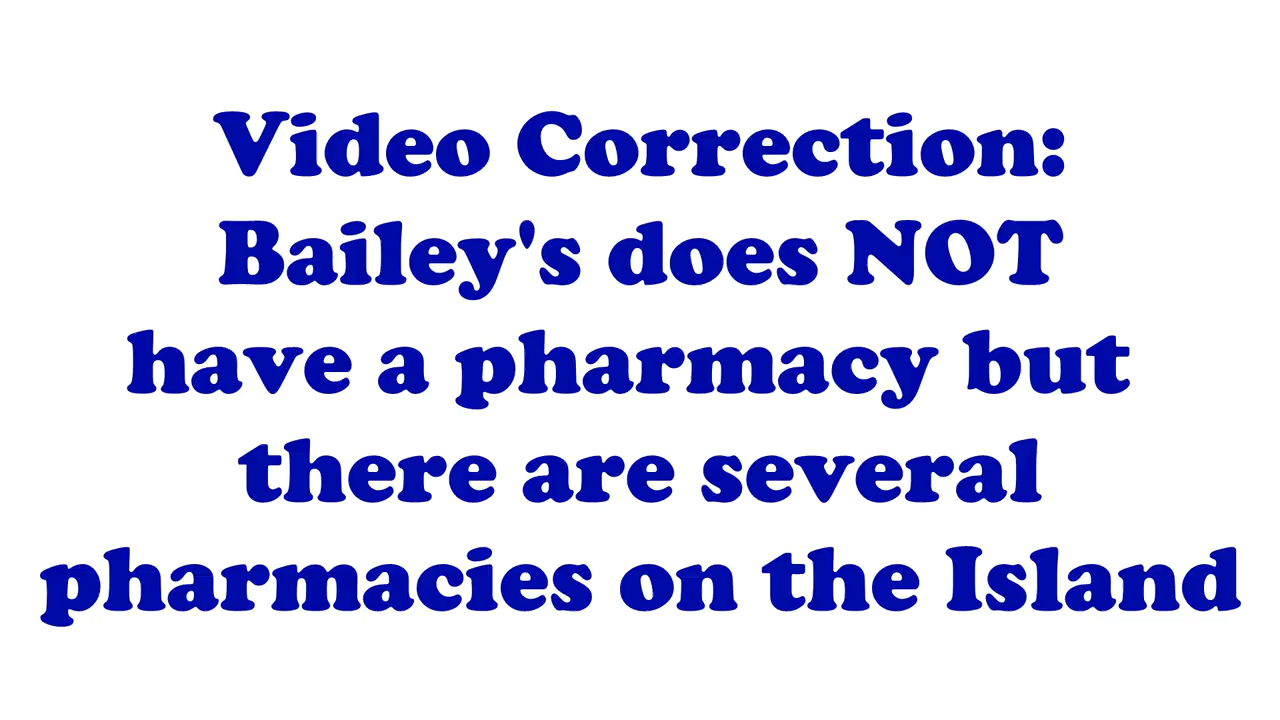 Video Correction:
Bailey's does NOT
have a pharmacy but
there are several
pharmacies on the Island